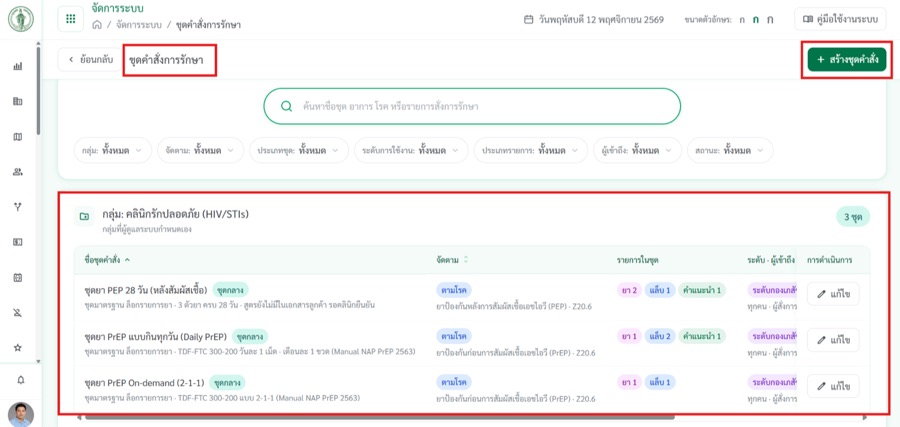 จัดการระบบ
จัดการระบบ / ชุดคำสั่งการรักษา
วันพฤหัสบดี 12 พฤศจิกายน 2569
ขนาดตัวอักษร: ก ก ก
คู่มือใช้งานระบบ
ย้อนกลับ
ชุดคำสั่งการรักษา
+ สร้างชุดคำสั่ง
ค้นหาชื่อชุด อาการ โรค หรือรายการสั่งการรักษา
กลุ่ม: ทั้งหมด
จัดตาม: ทั้งหมด
ประเภทชุด: ทั้งหมด
ระดับการใช้งาน: ทั้งหมด
ประเภทรายการ: ทั้งหมด
ผู้เข้าถึง: ทั้งหมด
สถานะ: ทั้งหมด
กลุ่ม: คลินิกรักปลอดภัย (HIV/STIs)
3 ชุด
กลุ่มที่ผู้ดูแลระบบกำหนดเอง
ชื่อชุดคำสั่ง จัดตาม รายการในชุด ระดับ · ผู้เข้าถึง การดำเนินการ
ชุดยา PEP 28 วัน (หลังสัมผัสเชื้อ) ชุดกลาง ตามโรค ยา 2 แล็บ 1 คำแนะนำ 1 ระดับกองเภสั แก้ไข
ชุดมาตรฐาน ล็อกรายการยา · 3 ตัวยา ครบ 28 วัน · สูตรยังไม่มีในเอกสารลูกค้า รอคลินิกยืนยัน ยาป้องกันหลังการสัมผัสเชื้อเอชไอวี (PEP) · Z20.6 ทุกคน · ผู้สั่งการ
ชุดยา PrEP แบบกินทุกวัน (Daily PrEP) ชุดกลาง ตามโรค ยา 1 แล็บ 2 คำแนะนำ 1 ระดับกองเภสั แก้ไข
ชุดมาตรฐาน ล็อกรายการยา · TDF-FTC 300-200 วันละ 1 เม็ด · เดือนละ 1 ขวด (Manual NAP PrEP 2563) ยาป้องกันก่อนการสัมผัสเชื้อเอชไอวี (PrEP) · Z20.6 ทุกคน · ผู้สั่งการ
ชุดยา PrEP On-demand (2-1-1) ชุดกลาง ตามโรค ยา 1 แล็บ 1 ระดับกองเภสั แก้ไข
ชุดมาตรฐาน ล็อกรายการยา · TDF-FTC 300-200 แบบ 2-1-1 (Manual NAP PrEP 2563) ยาป้องกันก่อนการสัมผัสเชื้อเอชไอวี (PrEP) · Z20.6 ทุกคน · ผู้สั่งการ